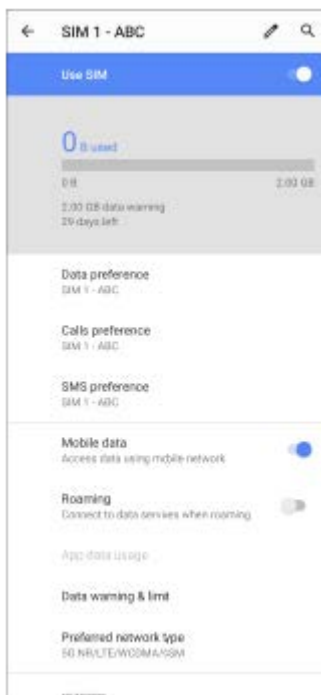 SIM 1 - ABC
Use SIM
0 B used
0 B 2.00 GB
2.00 GB data warning
29 days left
Data preference
SIM 1 - ABC
Calls preference
SIM 1 - ABC
SMS preference
SIM 1 - ABC
Mobile data
Access data using mobile network
Roaming
Connect to data services when roaming
App data usage
Data warning & limit
Preferred network type
5G NR/LTE/WCDMA/GSM